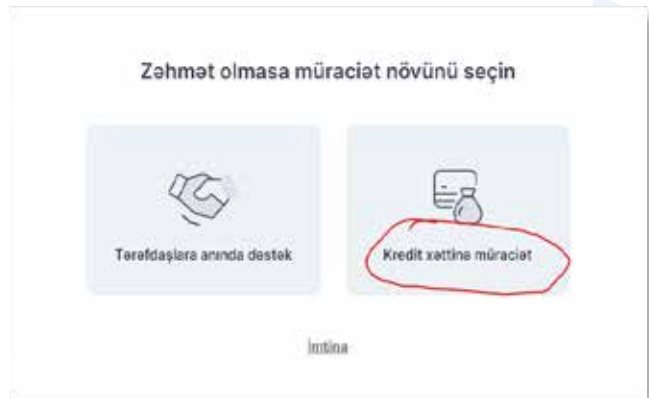 Zəhmət olmasa müraciət növünü seçin
Tərəfdaşlara anında dəstək
Kredit xəttinə müraciət
İmtina